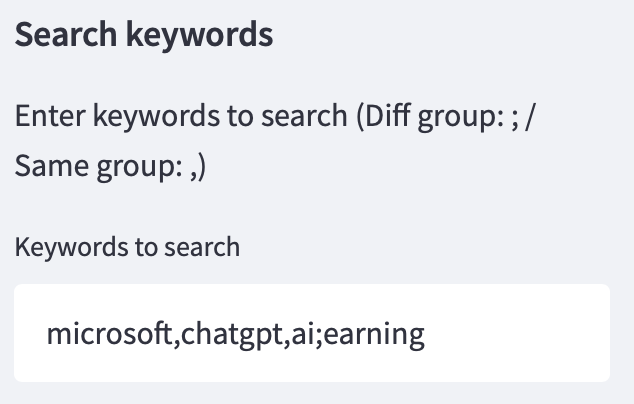 Search keywords
Enter keywords to search (Diff group: ; /
Same group: ,)
Keywords to search
microsoft,chatgpt,ai;earning